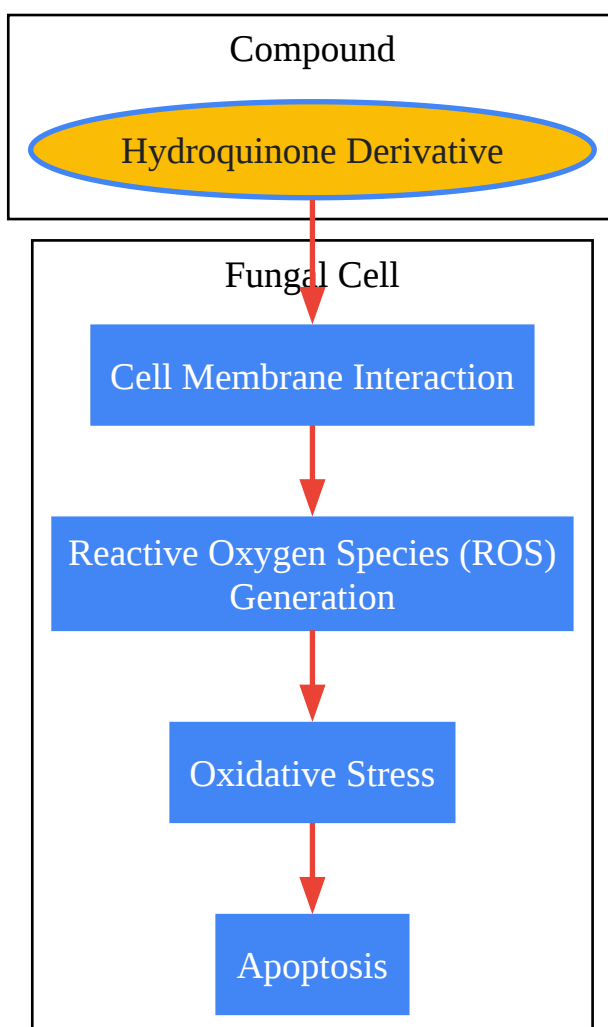 Compound
Hydroquinone Derivative
Fungal Cell
Cell Membrane Interaction
Reactive Oxygen Species (ROS)
Generation
Oxidative Stress
Apoptosis